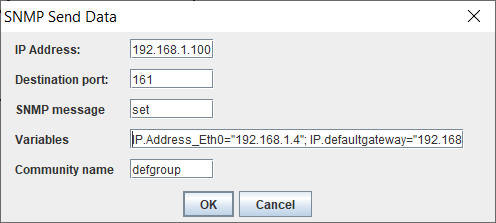 SNMP Send Data
IP Address: 192.168.1.100
Destination port: 161
SNMP message set
Variables IP.Address_Eth0="192.168.1.4"; IP.defaultgateway="192.168
Community name defgroup
OK Cancel